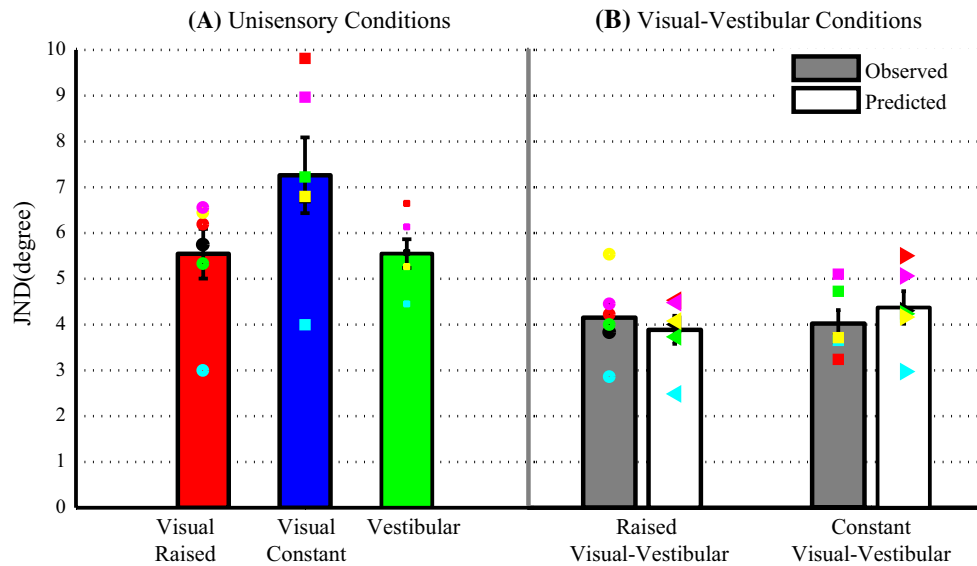 (A) Unisensory Conditions
(B) Visual-Vestibular Conditions
Observed
Predicted
JND(degree)
10
9
8
7
6
5
4
3
2
1
0
Visual
Raised
Visual
Constant
Vestibular
Raised
Visual-Vestibular
Constant
Visual-Vestibular